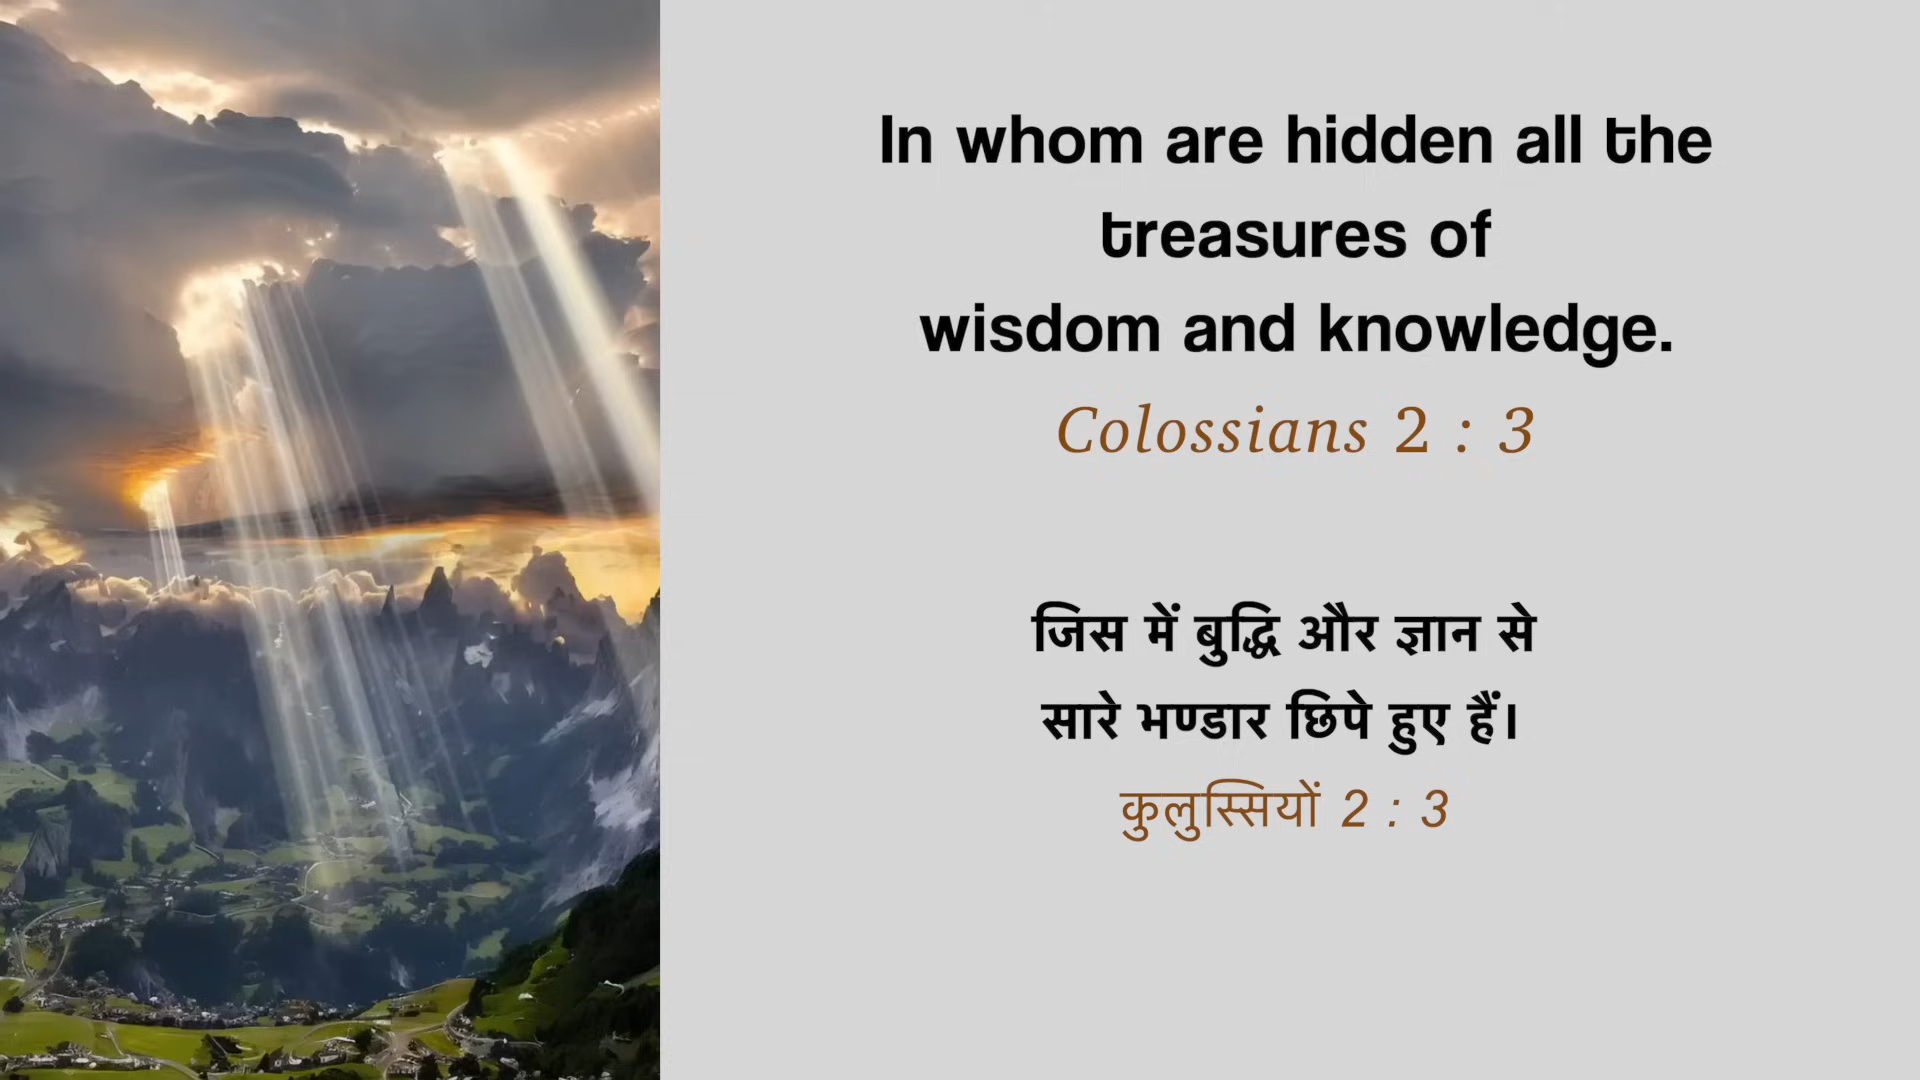 In whom are hidden all the
treasures of
wisdom and knowledge.
Colossians 2 : 3
जिस में बुद्धि और ज्ञान से
सारे भण्डार छिपे हुए हैं।
कुलुस्सियों 2 : 3